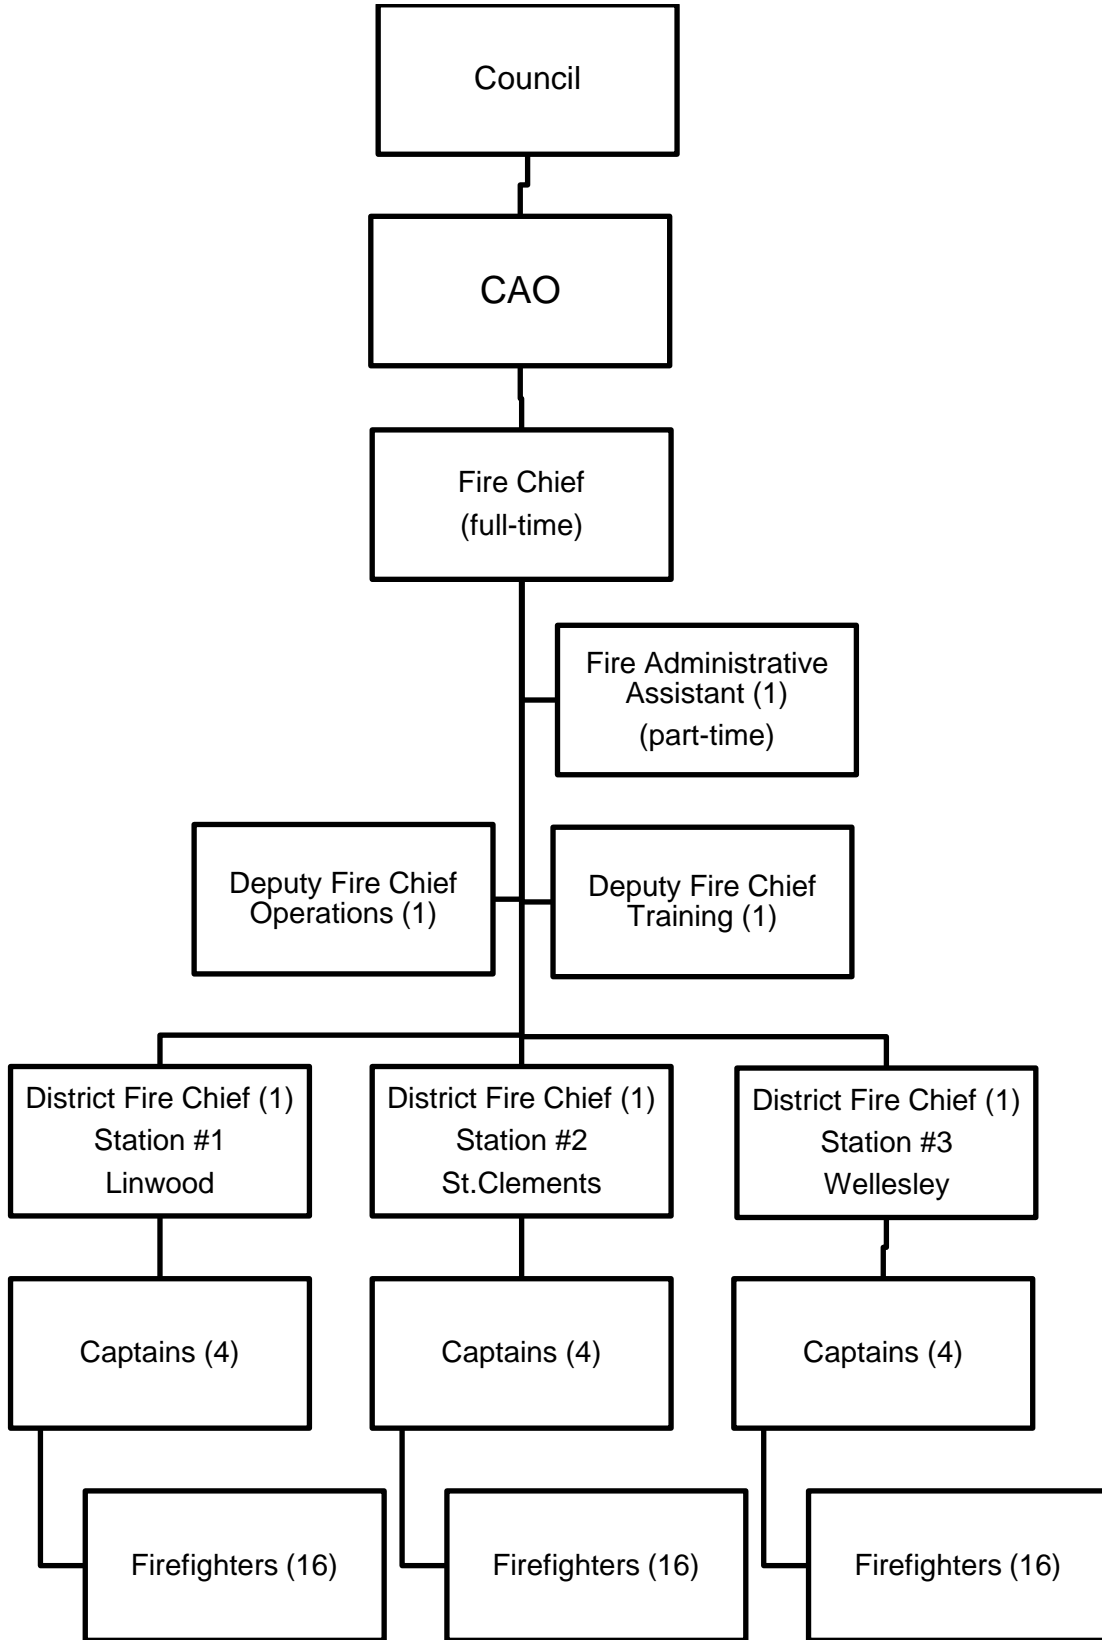 Council
CAO
Fire Chief
(full-time)
Fire Administrative
Assistant (1)
(part-time)
Deputy Fire Chief
Operations (1)
Deputy Fire Chief
Training (1)
District Fire Chief (1)
Station #1
Linwood
District Fire Chief (1)
Station #2
St.Clements
District Fire Chief (1)
Station #3
Wellesley
Captains (4)
Captains (4)
Captains (4)
Firefighters (16)
Firefighters (16)
Firefighters (16)